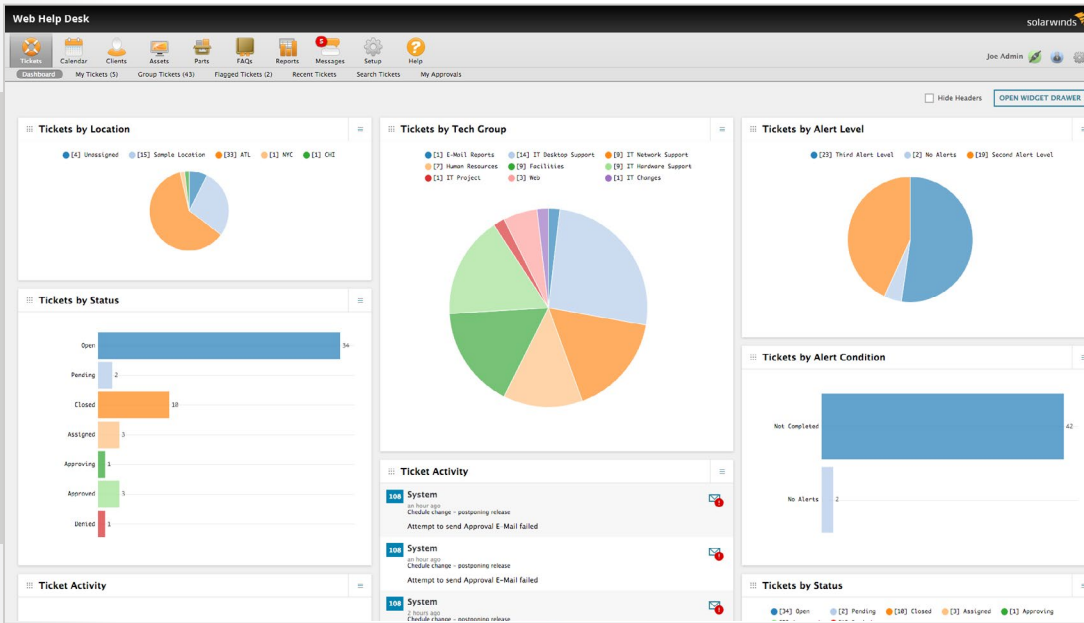 Web Help Desk
solarwinds
Tickets Calendar Clients Assets Parts FAQs Reports 5 Messages Setup ? Help
Joe Admin
Dashboard My Tickets (5) Group Tickets (43) Flagged Tickets (2) Recent Tickets Search Tickets My Approvals
Hide Headers OPEN WIDGET DRAWER
Tickets by Location
[4] Unassigned [15] Sample Location [33] ATL [1] NYC [1] CHI
Tickets by Status
Open 34
Pending 2
Closed 10
Assigned 3
Approving 1
Approved 3
Denied 1
Ticket Activity
Tickets by Tech Group
[1] E-Mail Reports [14] IT Desktop Support [9] IT Network Support
[7] Human Resources [9] Facilities [9] IT Hardware Support
[1] IT Project [3] Web [1] IT Changes
Ticket Activity
108 System
an hour ago
Chedule change - postponing release
Attempt to send Approval E-Mail failed
108 System
an hour ago
Chedule change - postponing release
Attempt to send Approval E-Mail failed
108 System
2 hours ago
Chedule change - postponing release
Tickets by Alert Level
[23] Third Alert Level [2] No Alerts [19] Second Alert Level
Tickets by Alert Condition
Not Completed 42
No Alerts 2
Tickets by Status
[34] Open [2] Pending [10] Closed [3] Assigned [1] Approving